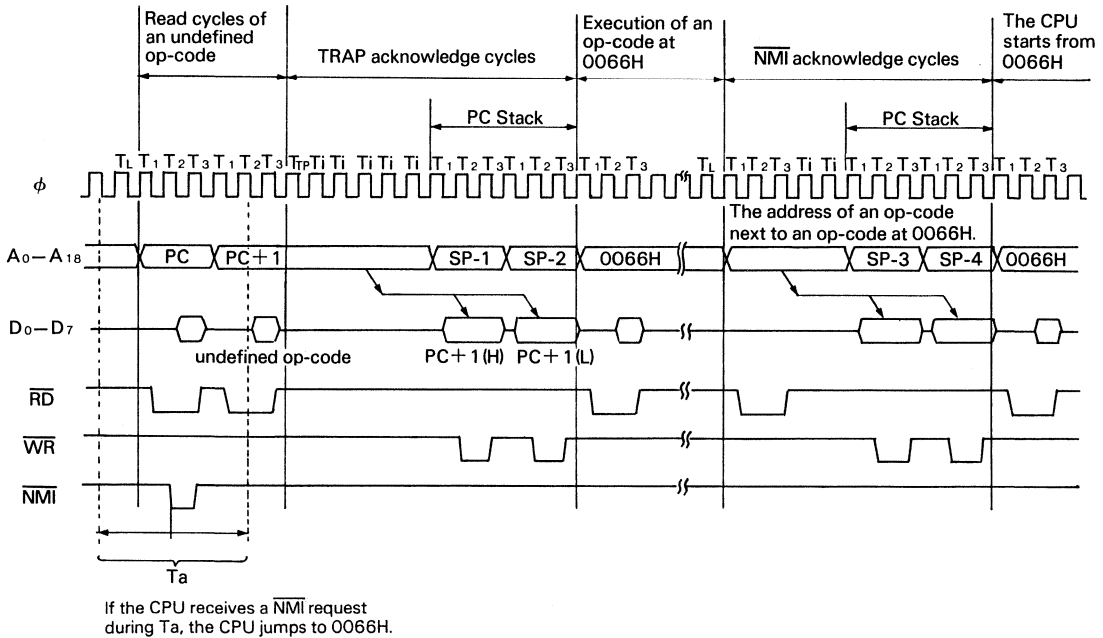 Read cycles of
an undefined
op-code
TRAP acknowledge cycles
Execution of an
op-code at
0066H
NMI acknowledge cycles
The CPU
starts from
0066H
PC Stack
PC Stack
TL T1 T2 T3 T1 T2 T3 TTP Ti Ti Ti Ti Ti T1 T2 T3 T1 T2 T3 T1 T2 T3 TL T1 T2 T3 Ti Ti T1 T2 T3 T1 T2 T3 T1 T2 T3
φ
The address of an op-code
next to an op-code at 0066H.
A0–A18 PC PC+1 SP-1 SP-2 0066H SP-3 SP-4 0066H
D0–D7
undefined op-code PC+1(H) PC+1(L)
RD
WR
NMI
Ta
If the CPU receives a NMI request
during Ta, the CPU jumps to 0066H.